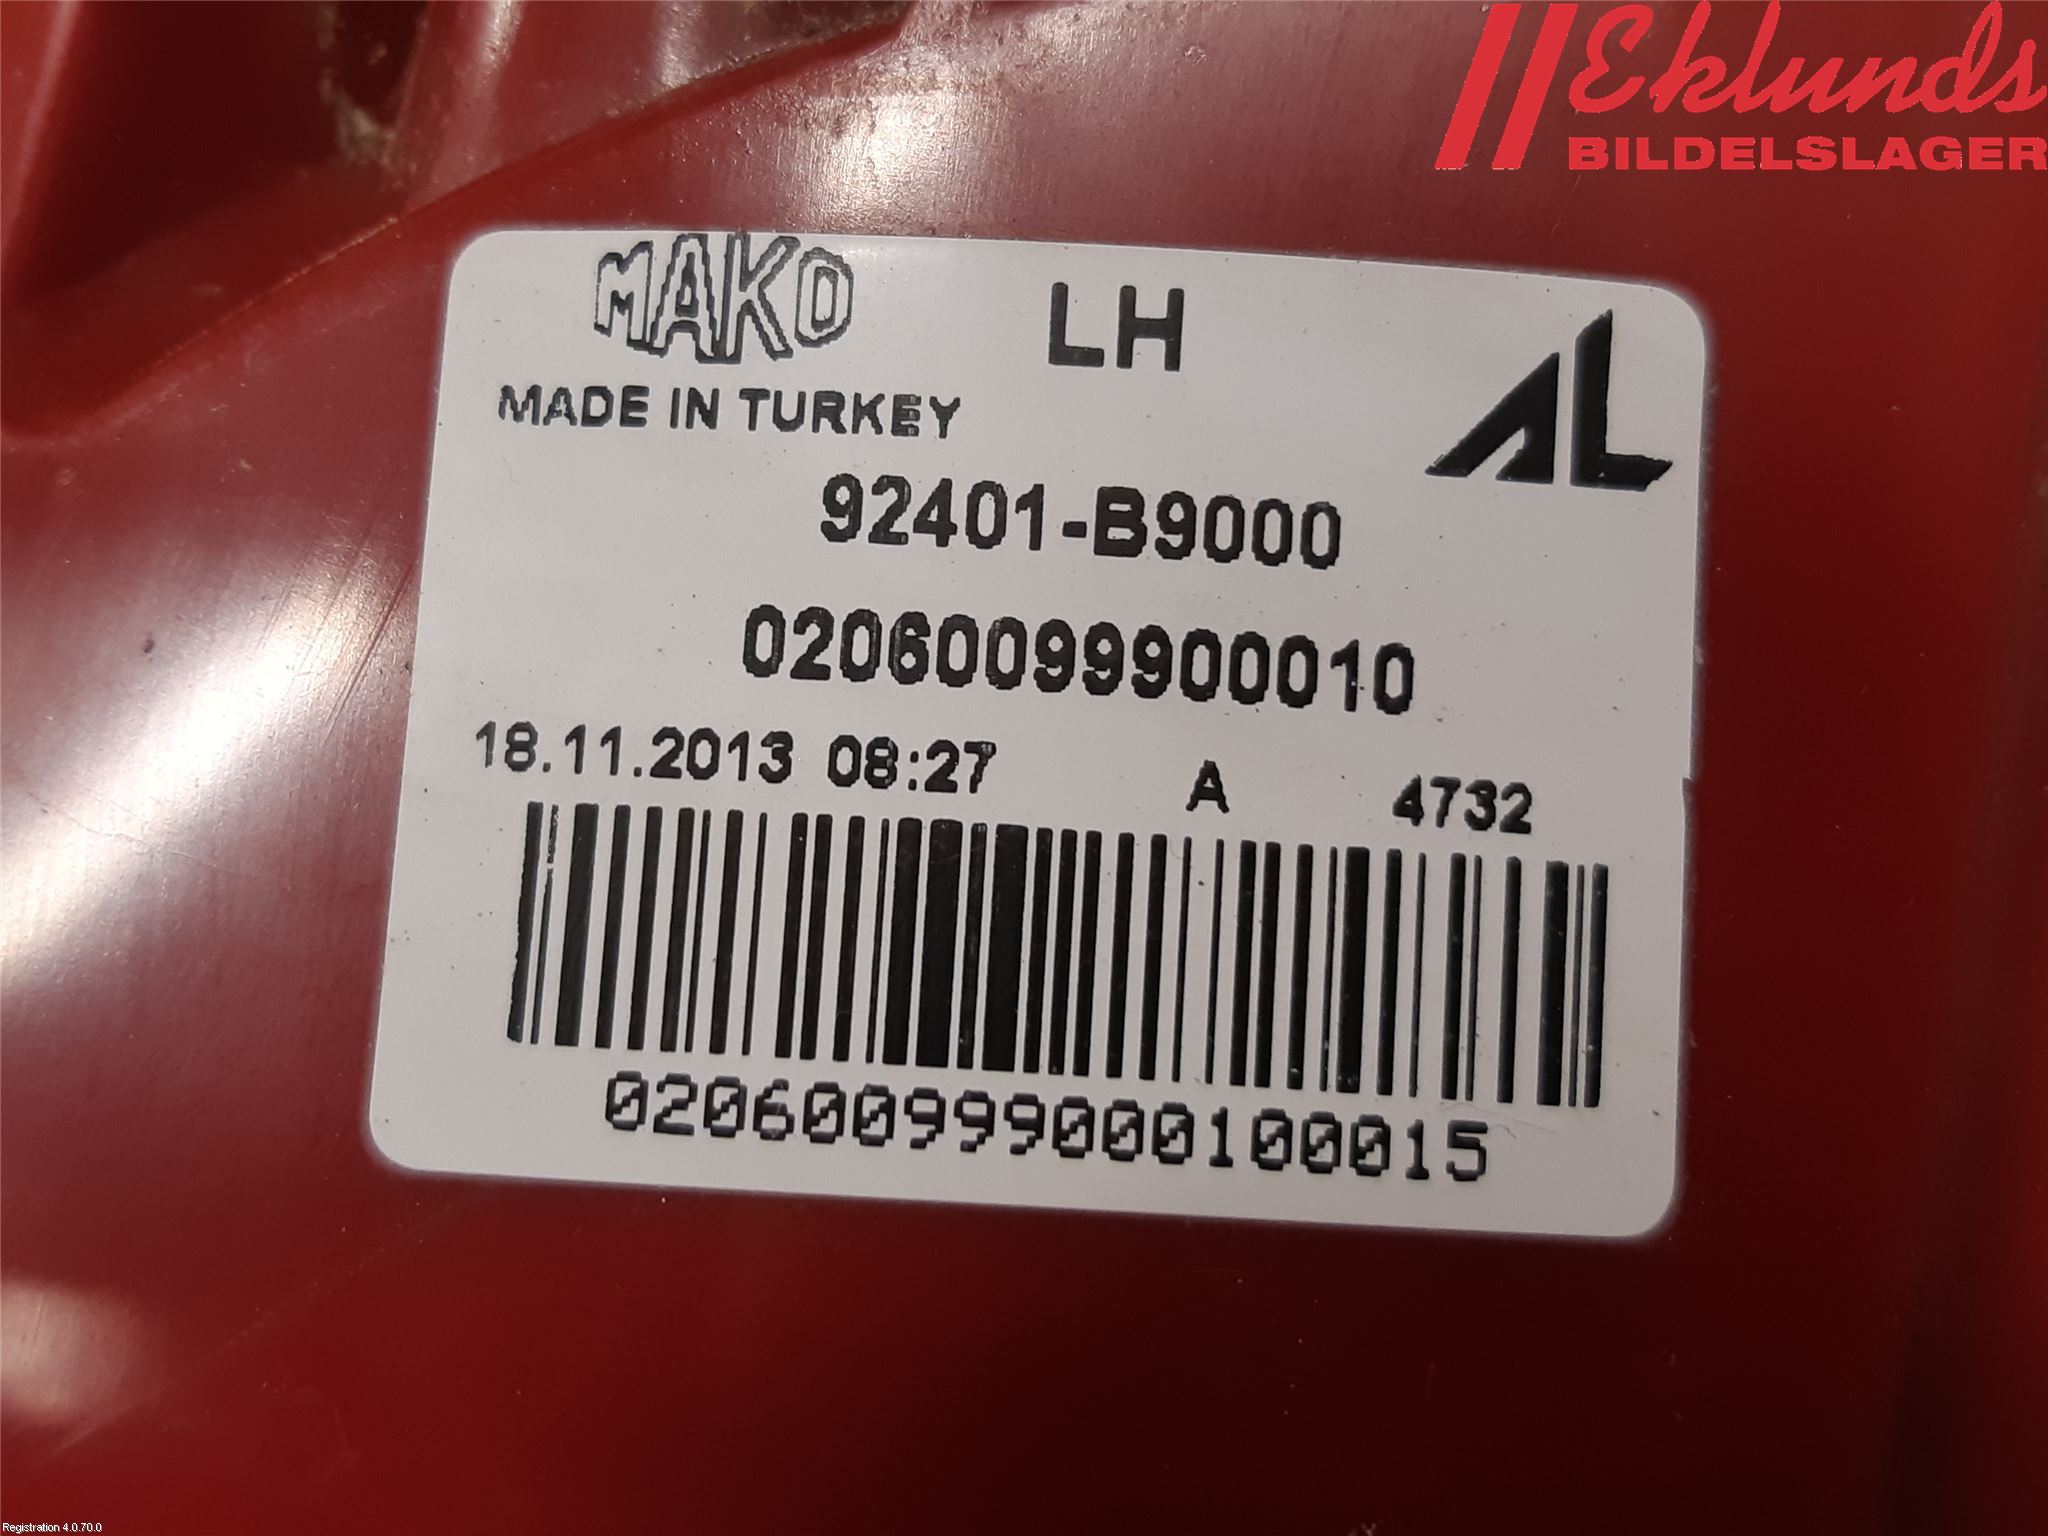 Eklunds
BILDELSLAGER
MAKO
LH
AL
MADE IN TURKEY
92401-B9000
02060099900010
18.11.2013 08:27 A 4732
020600999000100015
Registration 4.0.70.0